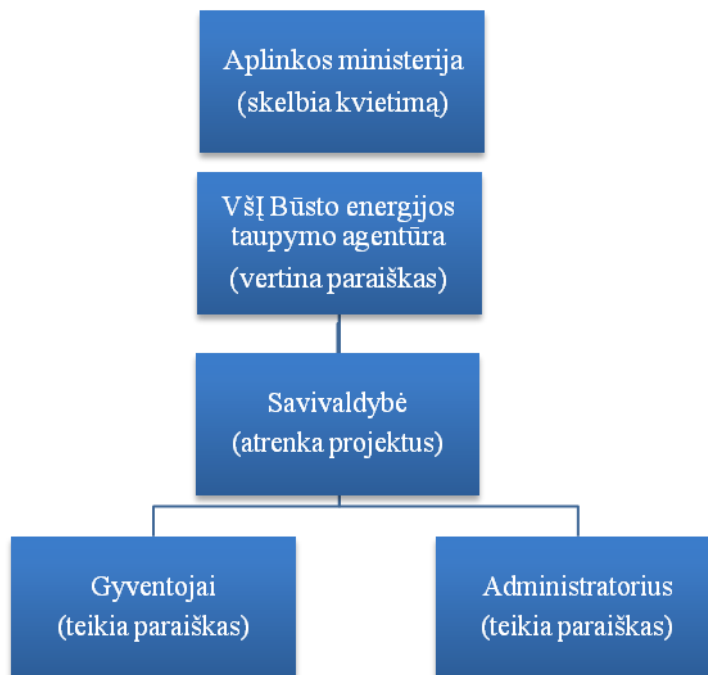 Aplinkos ministerija
(skelbia kvietimą)
VšĮ Būsto energijos
taupymo agentūra
(vertina paraiškas)
Savivaldybė
(atrenka projektus)
Gyventojai
(teikia paraiškas)
Administratorius
(teikia paraiškas)